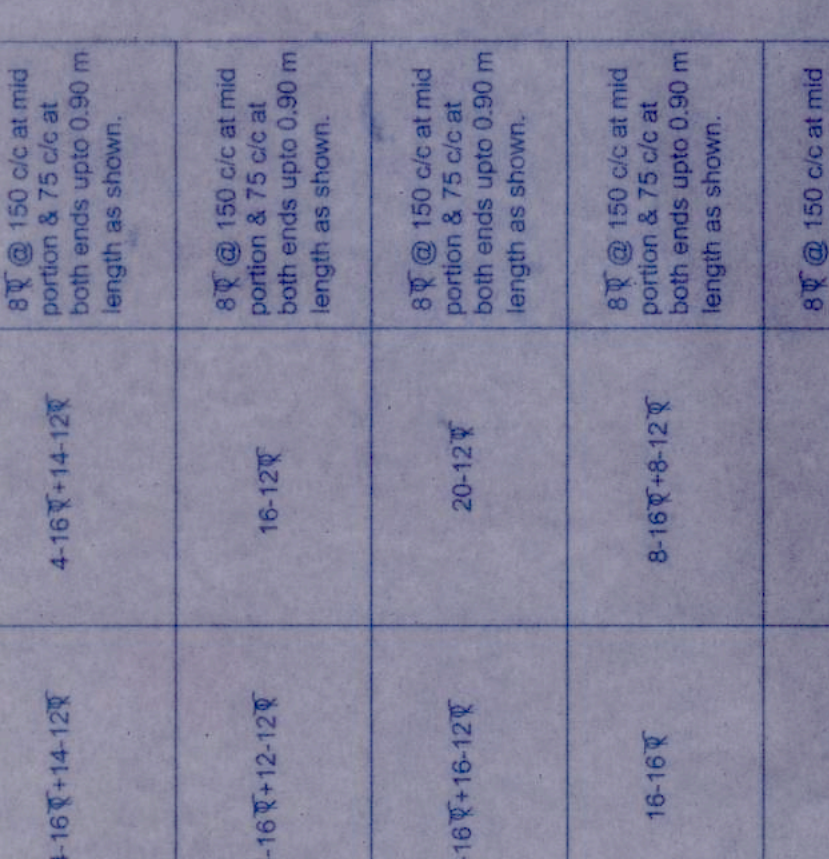 -16Φ+14-12Φ
4-16Φ+14-12Φ
8Φ @ 150 c/c at mid
portion & 75 c/c at
both ends upto 0.90 m
length as shown.
-16Φ+12-12Φ
16-12Φ
8Φ @ 150 c/c at mid
portion & 75 c/c at
both ends upto 0.90 m
length as shown.
-16Φ+16-12Φ
20-12Φ
8Φ @ 150 c/c at mid
portion & 75 c/c at
both ends upto 0.90 m
length as shown.
16-16Φ
8-16Φ+8-12Φ
8Φ @ 150 c/c at mid
portion & 75 c/c at
both ends upto 0.90 m
length as shown.
8Φ @ 150 c/c at mid